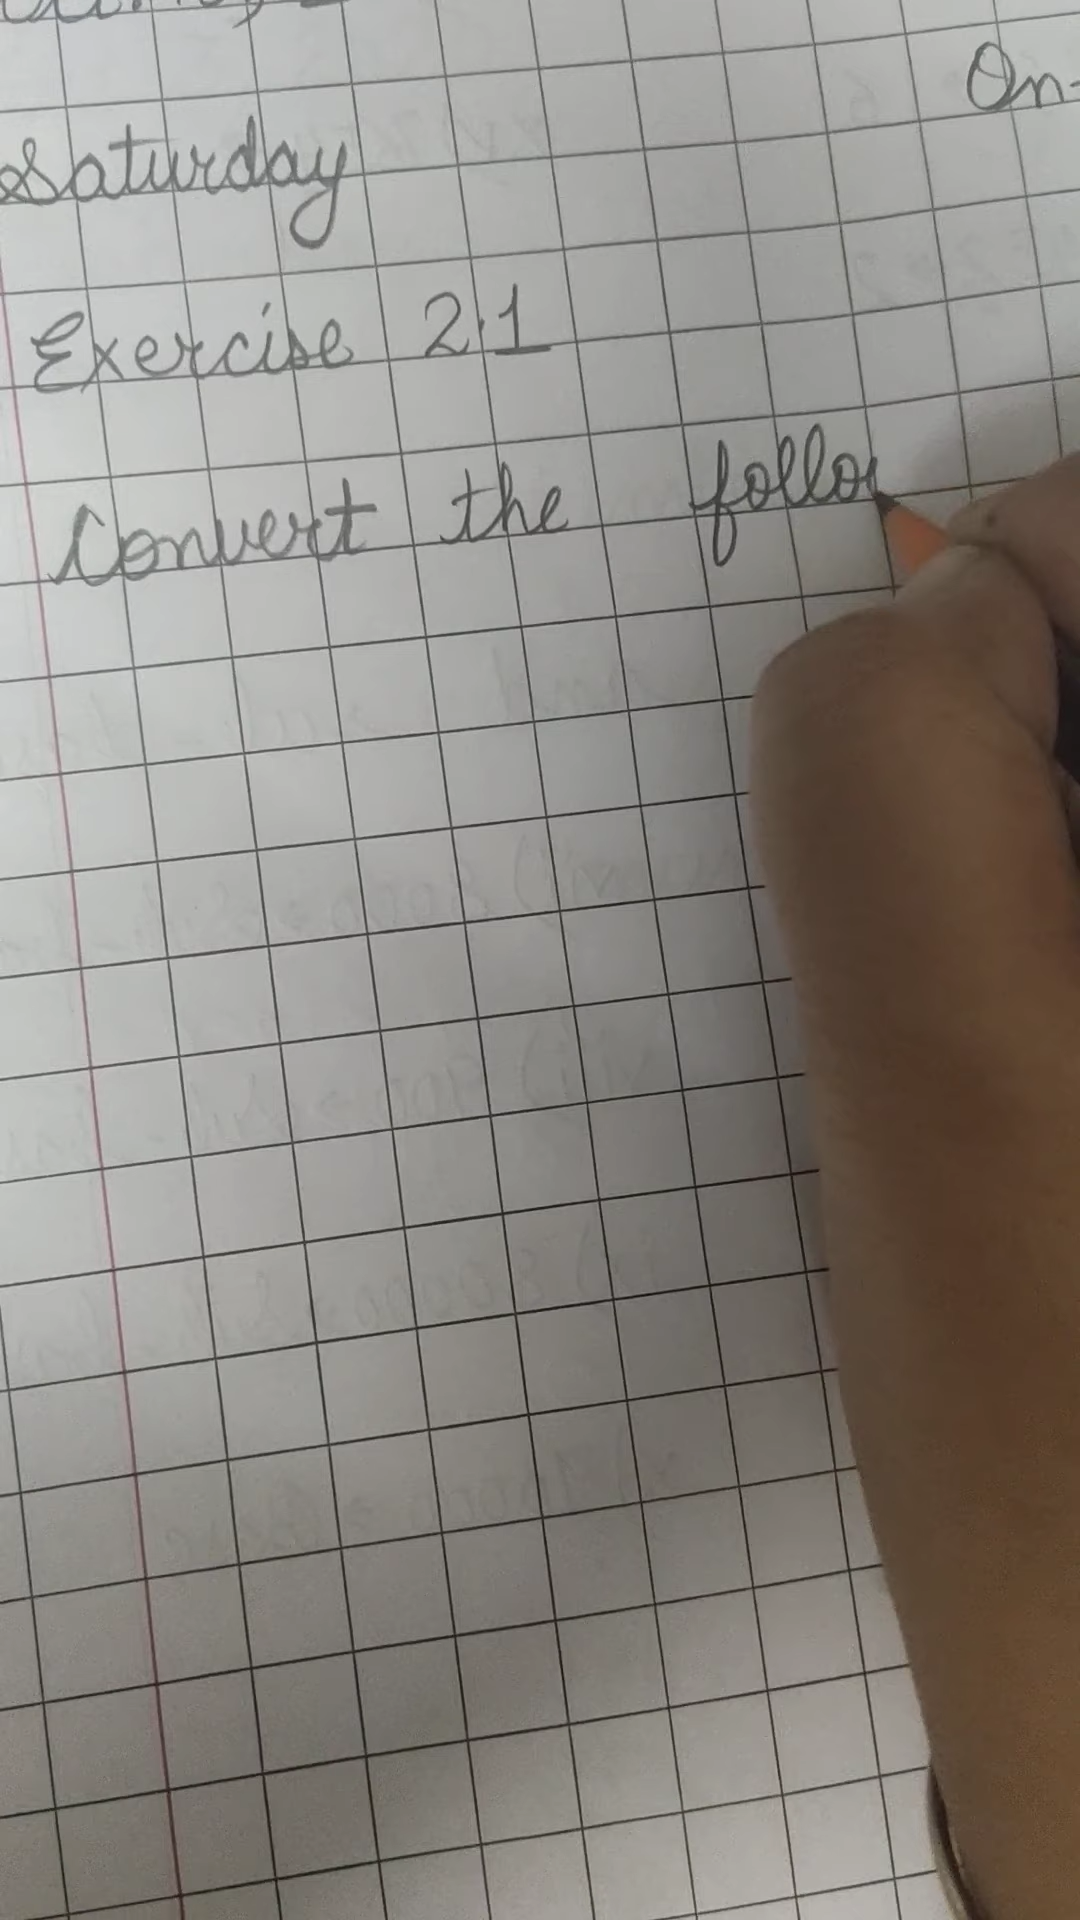 On-
Saturday
Exercise 2.1
Convert the follo